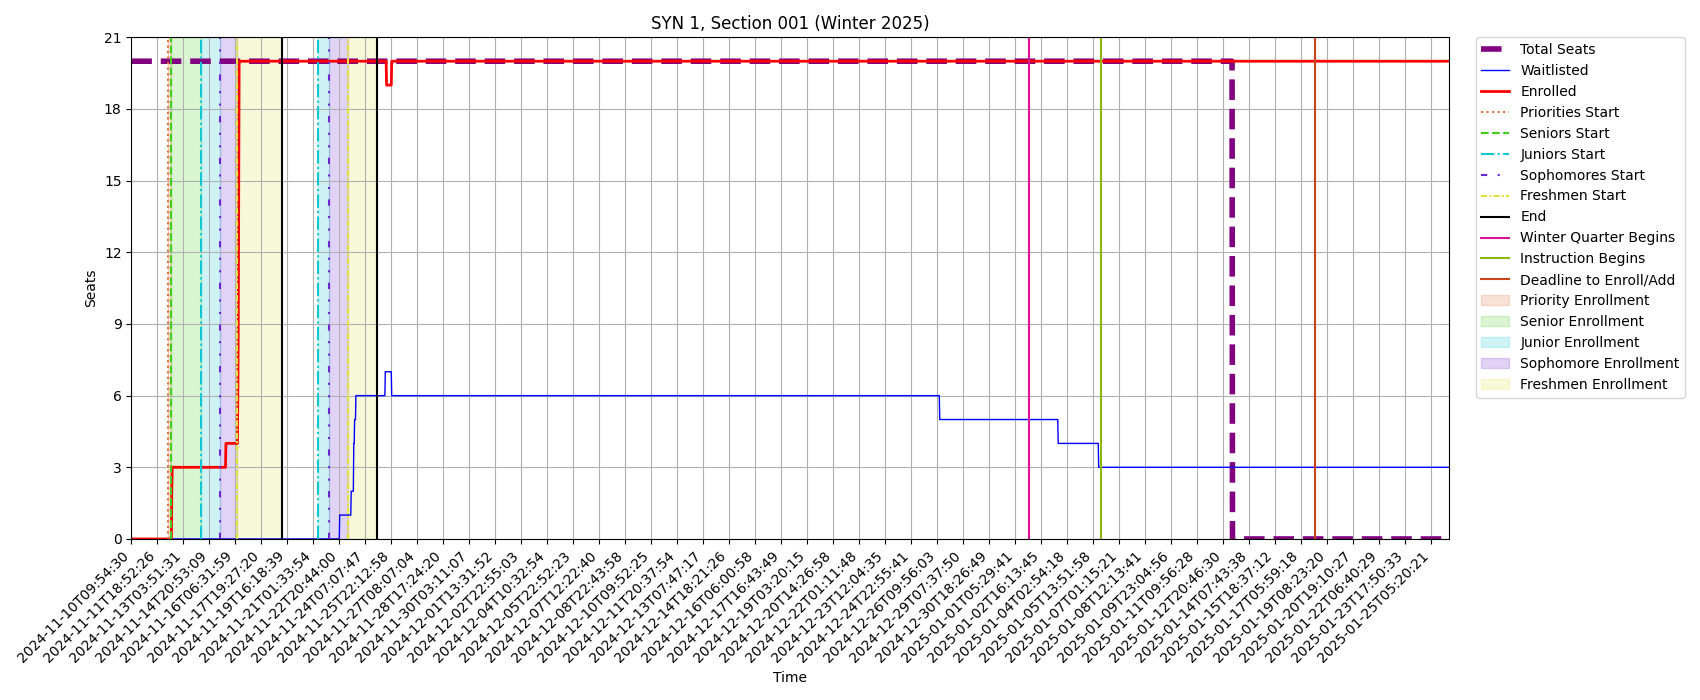 SYN 1, Section 001 (Winter 2025)
21
18
15
12
9
6
3
0
Seats
2024-11-10T09:54:30
2024-11-11T18:52:26
2024-11-13T03:51:31
2024-11-14T20:53:09
2024-11-16T06:31:59
2024-11-17T19:27:20
2024-11-19T16:18:39
2024-11-21T01:33:54
2024-11-22T20:44:00
2024-11-24T07:07:47
2024-11-25T22:12:58
2024-11-27T08:07:04
2024-11-28T17:24:20
2024-11-30T03:11:07
2024-12-01T13:31:52
2024-12-02T22:55:03
2024-12-04T10:32:54
2024-12-05T22:52:23
2024-12-07T11:22:40
2024-12-08T22:43:58
2024-12-10T09:52:25
2024-12-11T20:37:54
2024-12-13T07:47:17
2024-12-14T18:21:26
2024-12-16T06:00:58
2024-12-17T16:43:49
2024-12-19T03:20:15
2024-12-20T14:26:58
2024-12-22T01:11:48
2024-12-23T12:04:35
2024-12-24T22:55:41
2024-12-26T09:56:03
2024-12-29T07:37:50
2024-12-30T18:26:49
2025-01-01T05:29:41
2025-01-02T16:13:45
2025-01-04T02:54:18
2025-01-05T13:51:58
2025-01-07T01:15:21
2025-01-08T12:13:41
2025-01-09T23:04:56
2025-01-11T09:56:28
2025-01-12T20:46:30
2025-01-14T07:43:38
2025-01-15T18:37:12
2025-01-17T05:59:18
2025-01-19T08:23:20
2025-01-20T19:10:27
2025-01-22T06:40:29
2025-01-23T17:50:33
2025-01-25T05:20:21
Time
Total Seats
Waitlisted
Enrolled
Priorities Start
Seniors Start
Juniors Start
Sophomores Start
Freshmen Start
End
Winter Quarter Begins
Instruction Begins
Deadline to Enroll/Add
Priority Enrollment
Senior Enrollment
Junior Enrollment
Sophomore Enrollment
Freshmen Enrollment